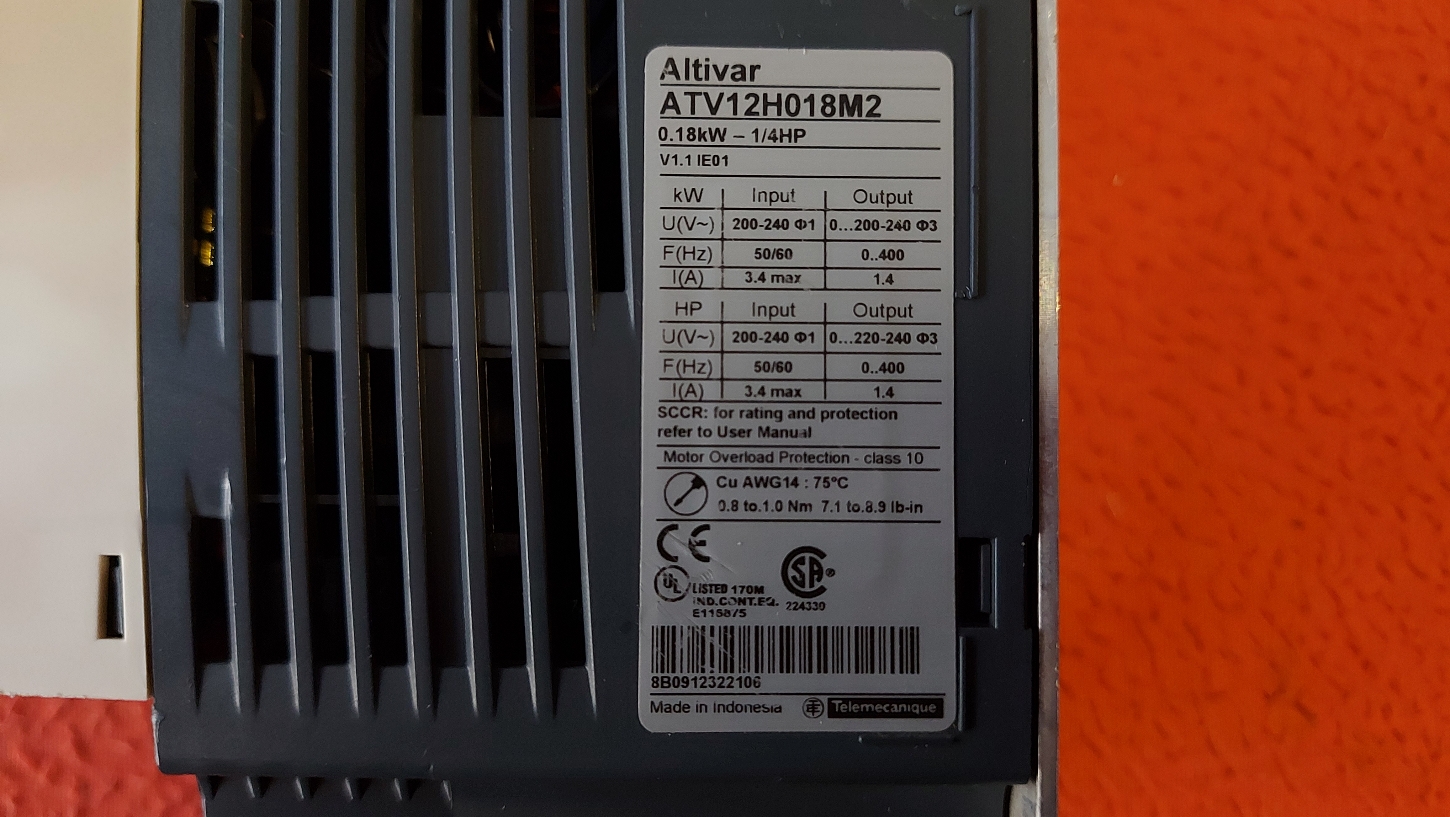 Altivar
ATV12H018M2
0.18kW – 1/4HP
V1.1 IE01
kW Input Output
U(V~) 200-240 Φ1 0...200-240 Φ3
F(Hz) 50/60 0..400
I(A) 3.4 max 1.4
HP Input Output
U(V~) 200-240 Φ1 0...220-240 Φ3
F(Hz) 50/60 0..400
I(A) 3.4 max 1.4
SCCR: for rating and protection
refer to User Manual
Motor Overload Protection - class 10
Cu AWG14 : 75°C
0.8 to.1.0 Nm 7.1 to.8.9 lb-in
CE
UL LISTED 170M
IND.CONT.EQ.
E116875
SA ®
224339
8B0912322106
Made in Indonesia TE Telemecanique